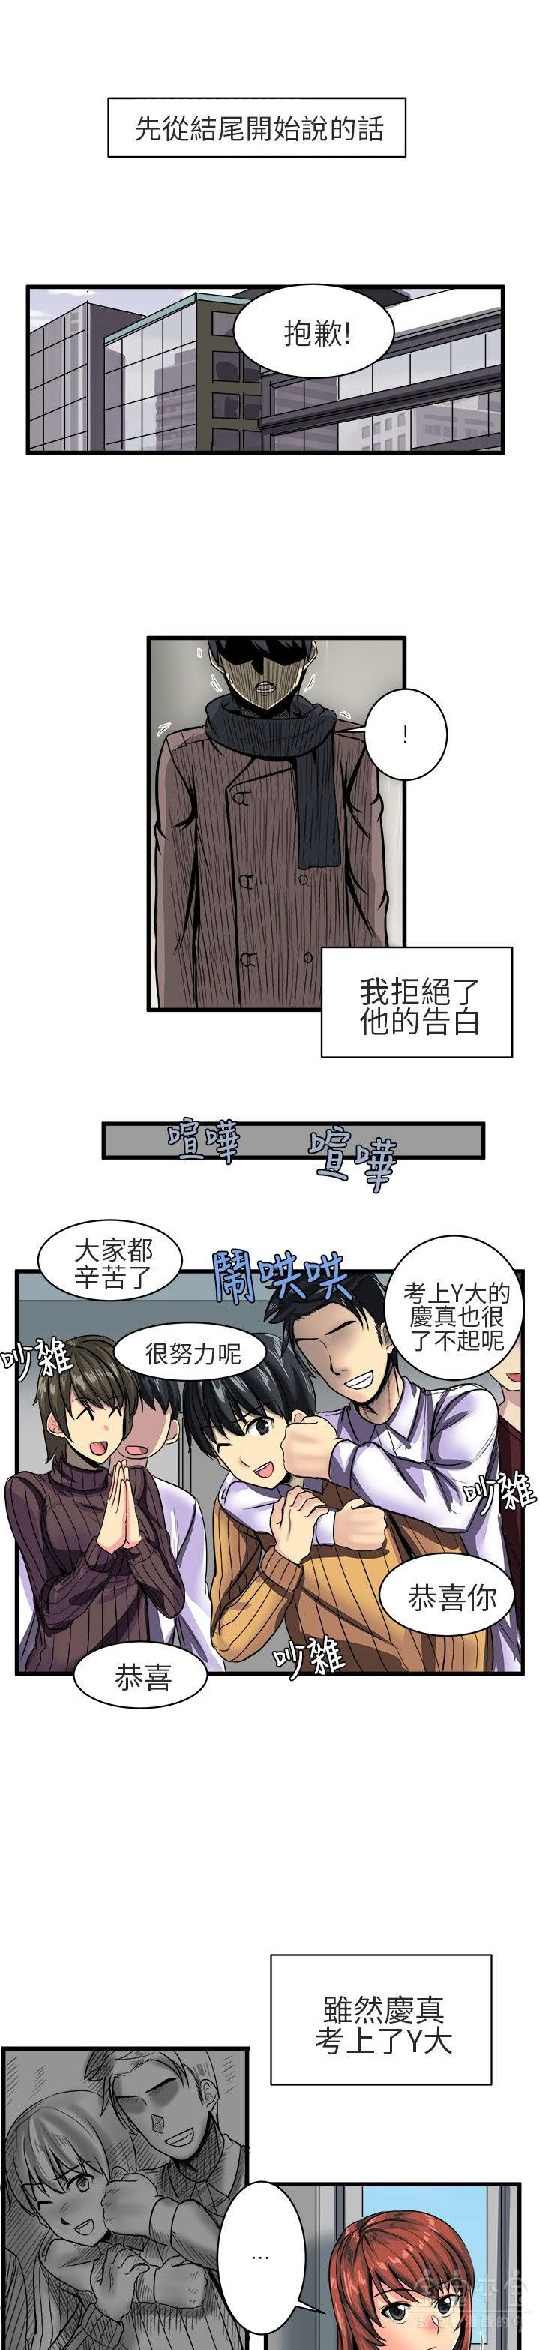 先從結尾開始說的話
抱歉!
!
我拒絕了
他的告白
喧嘩
喧嘩
大家都
辛苦了
鬧哄哄
考上Y大的
慶真也很
了不起呢
很努力呢
吵雜
吵雜
恭喜你
吵雜
恭喜
雖然慶真
考上了Y大
...